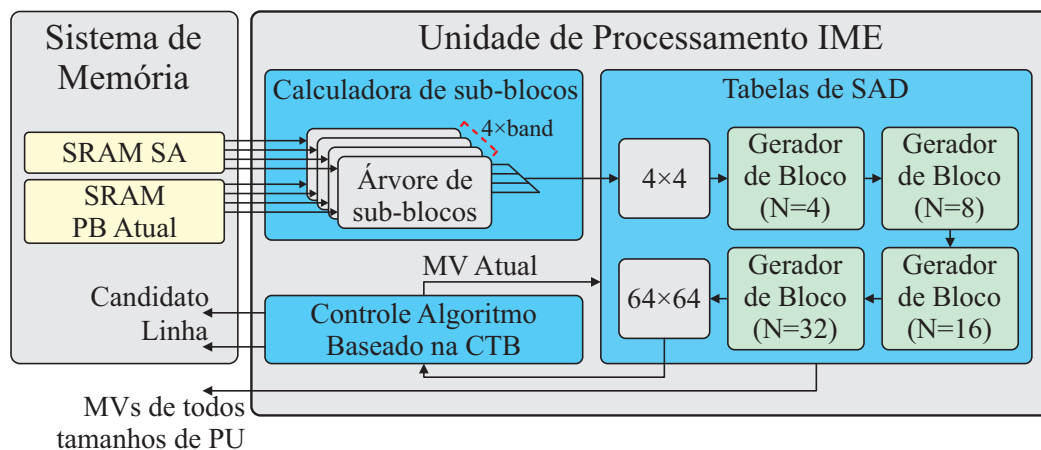 Sistema de
Memória
Unidade de Processamento IME
Calculadora de sub-blocos
4×band
Tabelas de SAD
SRAM SA
SRAM
PB Atual
Árvore de
sub-blocos
4×4
Gerador
de Bloco
(N=4)
Gerador
de Bloco
(N=8)
MV Atual
Candidato
Linha
Controle Algoritmo
Baseado na CTB
64×64
Gerador
de Bloco
(N=32)
Gerador
de Bloco
(N=16)
MVs de todos
tamanhos de PU